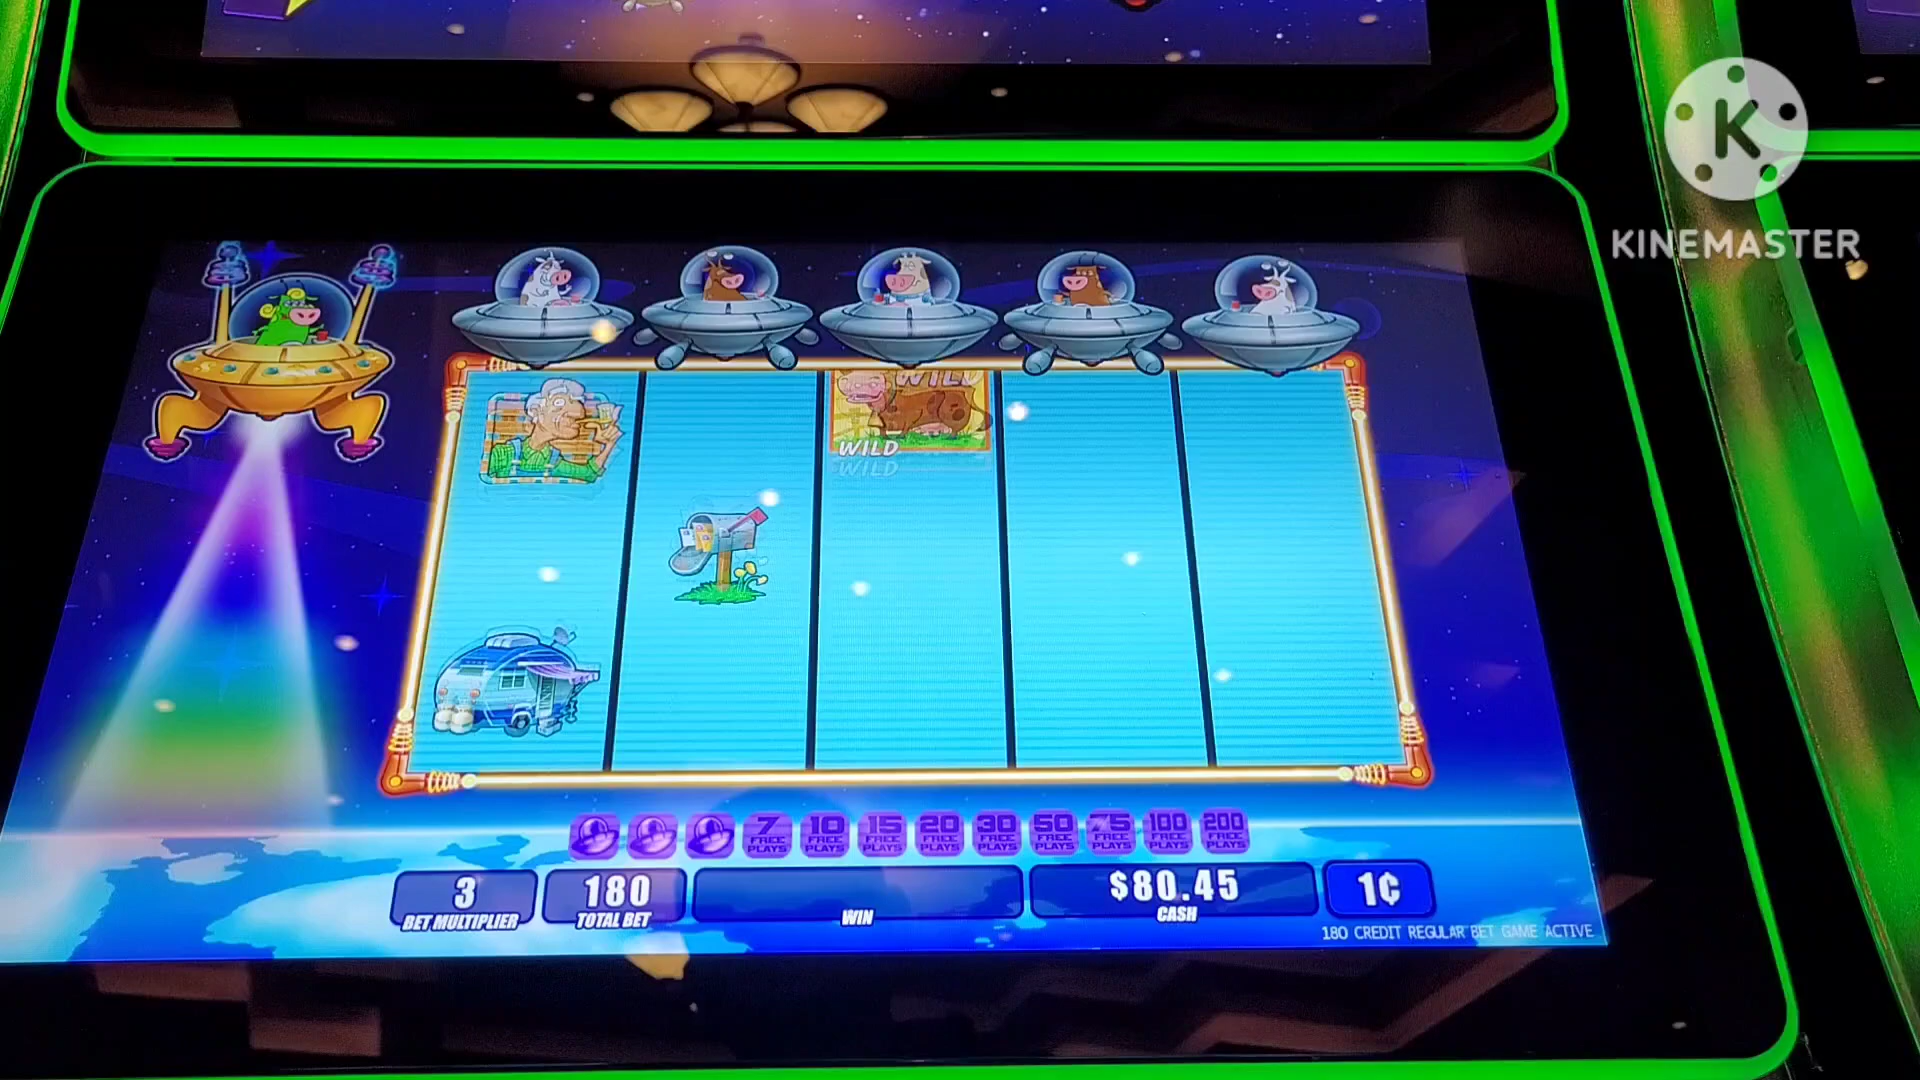 K
KINEMASTER
WILD
WILD
WILD
7 FREE PLAYS
10 FREE PLAYS
15 FREE PLAYS
20 FREE PLAYS
30 FREE PLAYS
50 FREE PLAYS
75 FREE PLAYS
100 FREE PLAYS
200 FREE PLAYS
3
BET MULTIPLIER
180
TOTAL BET
WIN
$80.45
CASH
1¢
180 CREDIT REGULAR BET GAME ACTIVE